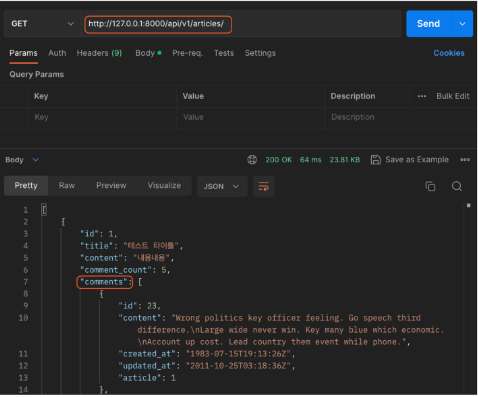 GET http://127.0.0.1:8000/api/v1/articles/ Send
Params Auth Headers (9) Body Pre-req. Tests Settings Cookies
Query Params
Key Value Description Bulk Edit
Key Value Description
Body 200 OK 64 ms 23.81 KB Save as Example
Pretty Raw Preview Visualize JSON
1 [
2 {
3 "id": 1,
4 "title": "테스트 타이틀",
5 "content": "내용내용",
6 "comment_count": 5,
7 "comments": [
8 {
9 "id": 23,
10 "content": "Wrong politics key officer feeling. Go speech third
difference.\nLarge wide never win. Key many blue which economic.
\nAccount up cost. Lead country them event while phone.",
11 "created_at": "1983-07-15T19:13:26Z",
12 "updated_at": "2011-10-25T03:18:36Z",
13 "article": 1
14 },